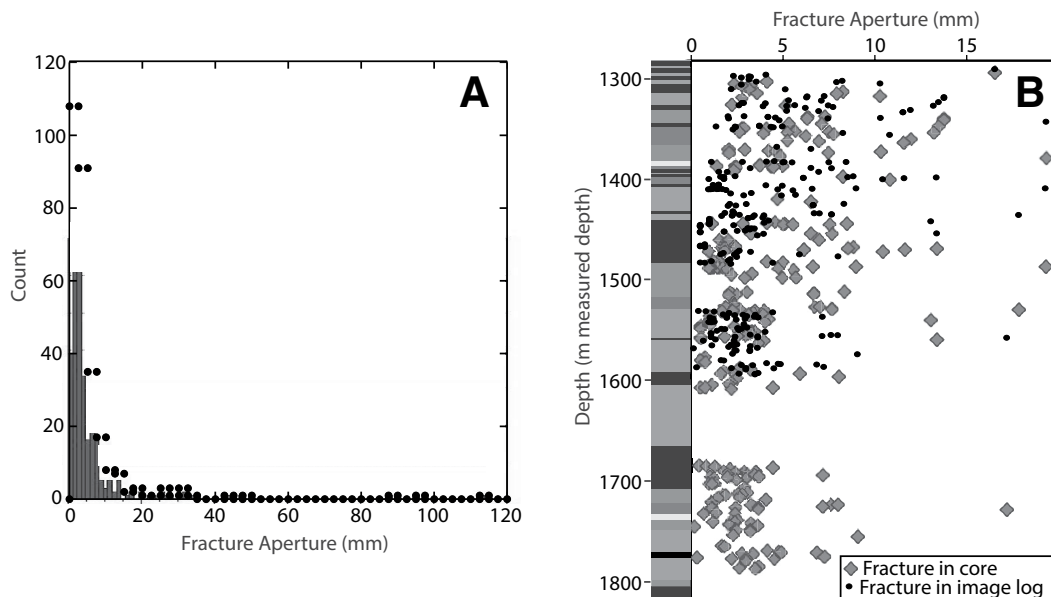 A
120
100
80
60
40
20
0
Count
0 20 40 60 80 100 120
Fracture Aperture (mm)
Fracture Aperture (mm)
0 5 10 15
B
1300
1400
1500
1600
1700
1800
Depth (m measured depth)
Fracture in core
Fracture in image log